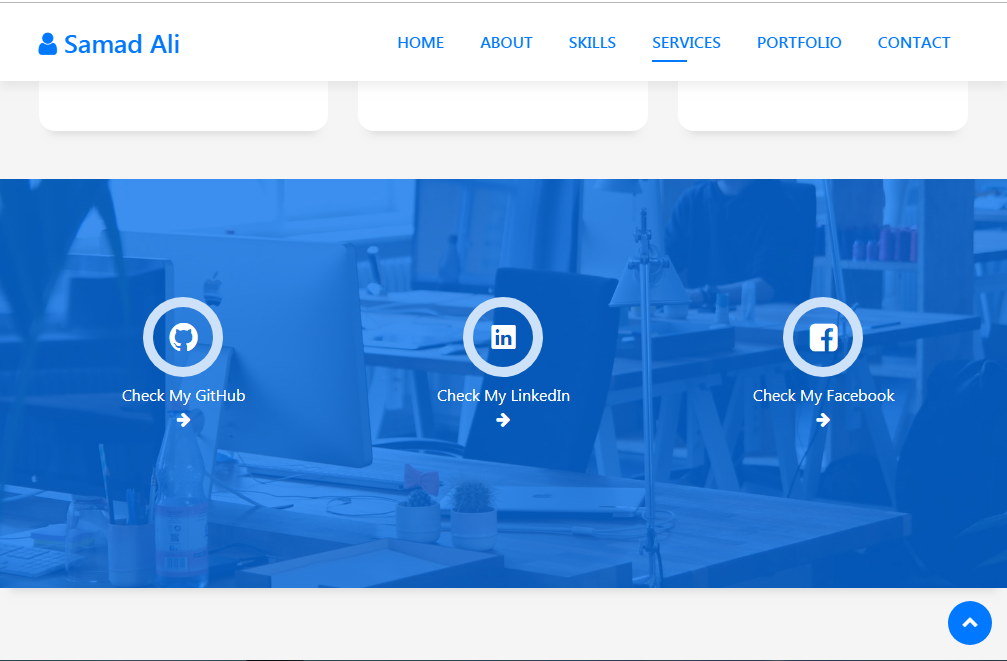 Samad Ali
HOME ABOUT SKILLS SERVICES PORTFOLIO CONTACT
Check My GitHub
Check My LinkedIn
Check My Facebook